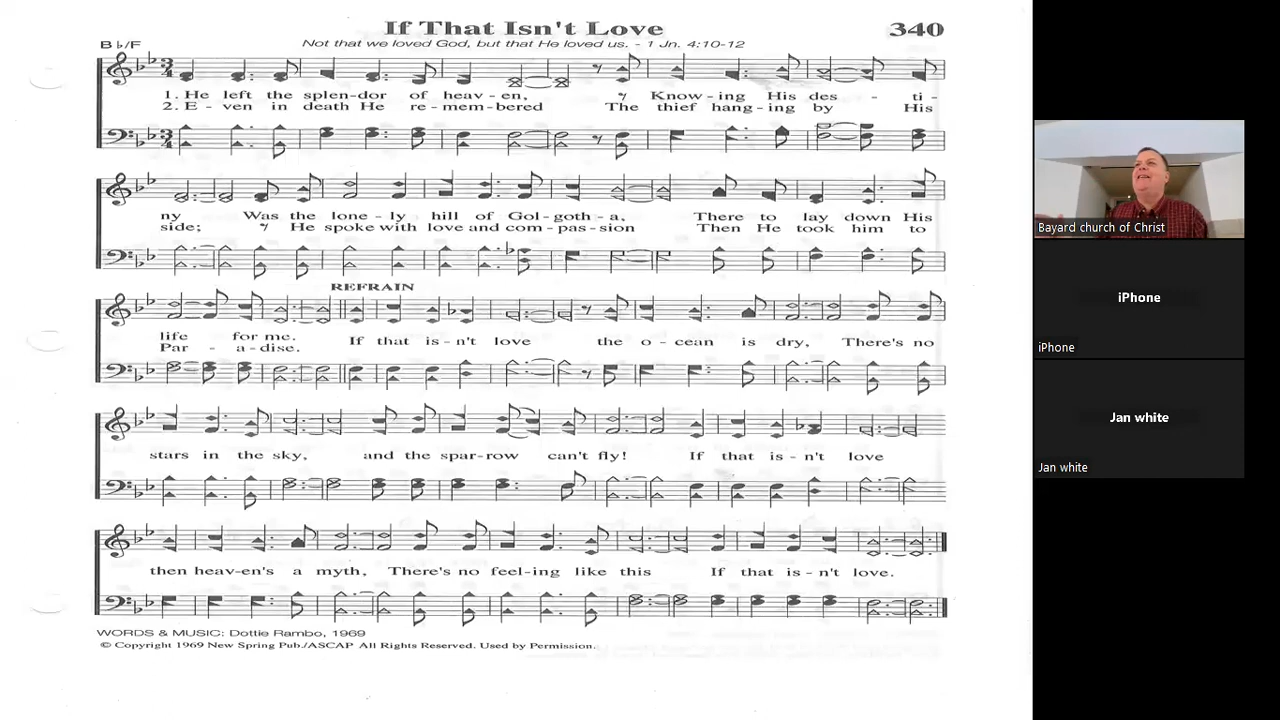 If That Isn't Love
340
B♭/F
Not that we loved God, but that He loved us. - 1 Jn. 4:10-12
1. He left the splen-dor of heav-en, Know-ing His des - ti-
2. E-ven in death He re-mem-bered The thief hang-ing by His
ny Was the lone-ly hill of Gol-goth-a, There to lay down His
side; He spoke with love and com-pas-sion Then He took him to
REFRAIN
life for me. If that is-n't love the o-cean is dry, There's no
Par - a-dise.
stars in the sky, and the spar-row can't fly! If that is-n't love
then heav-en's a myth, There's no feel-ing like this If that is-n't love.
WORDS & MUSIC: Dottie Rambo, 1969
© Copyright 1969 New Spring Pub./ASCAP All Rights Reserved. Used by Permission.
Bayard church of Christ
iPhone
iPhone
Jan white
Jan white